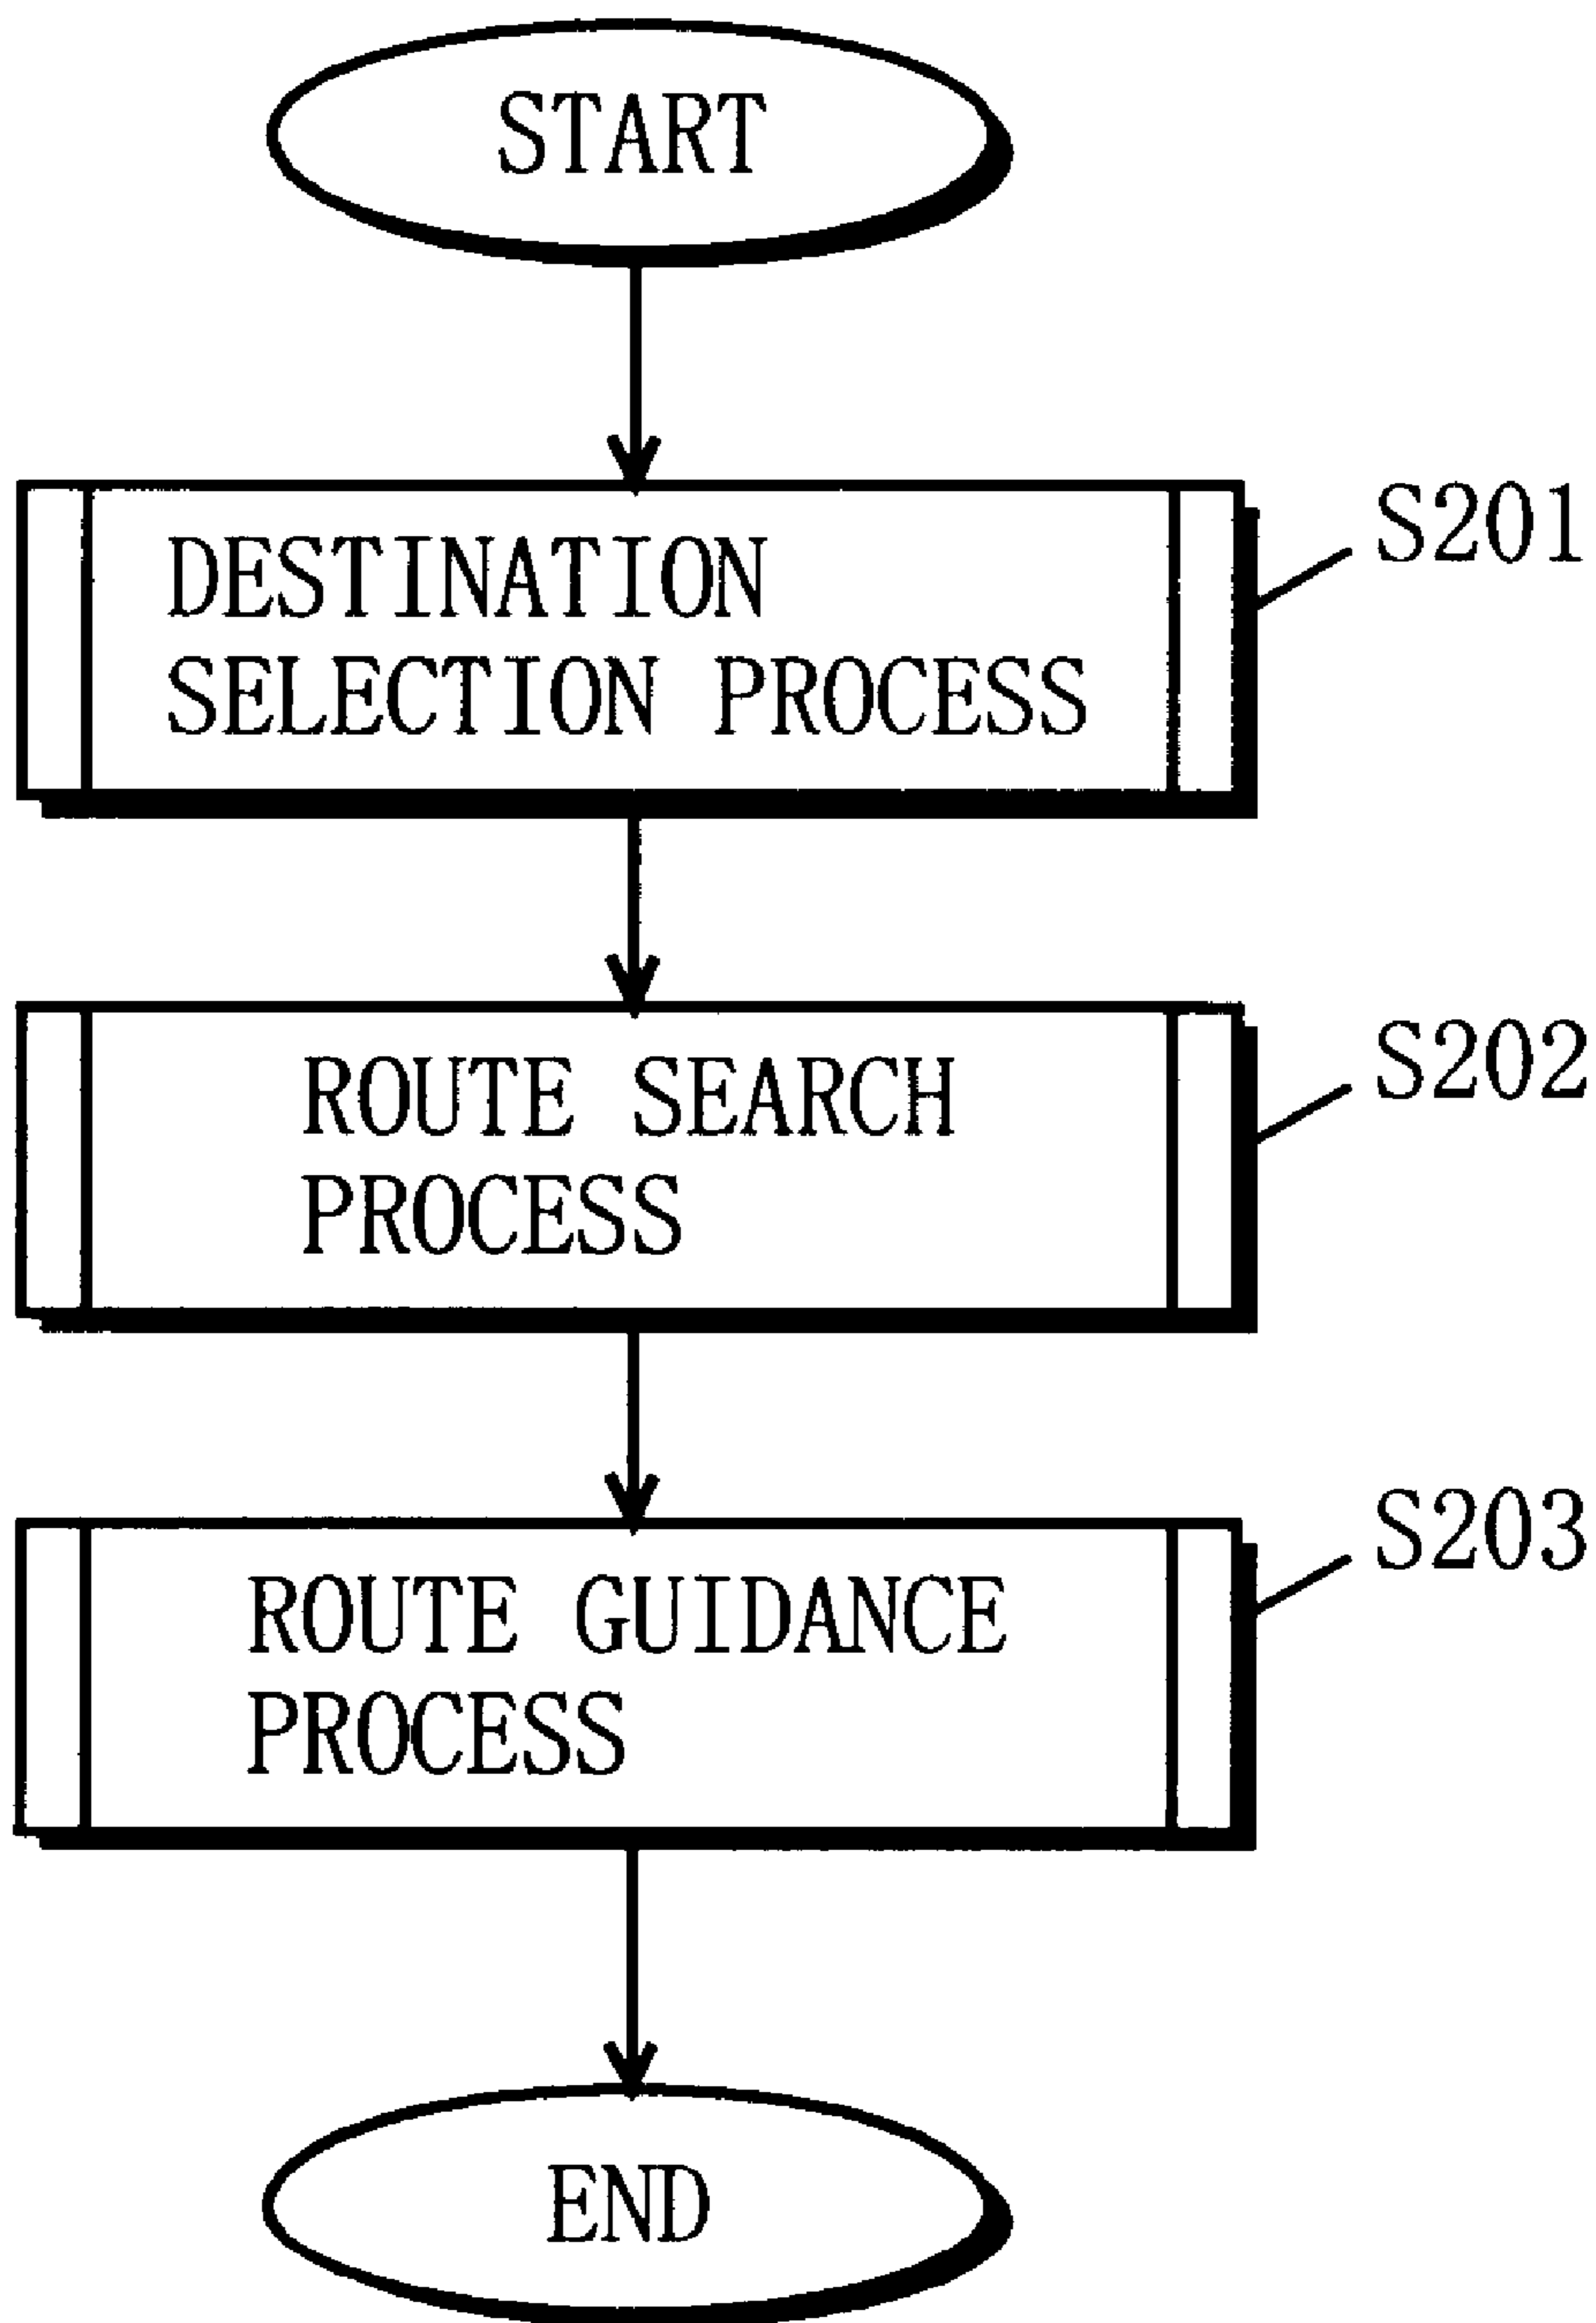 START
DESTINATION
SELECTION PROCESS
S201
ROUTE SEARCH
PROCESS
S202
ROUTE GUIDANCE
PROCESS
S203
END